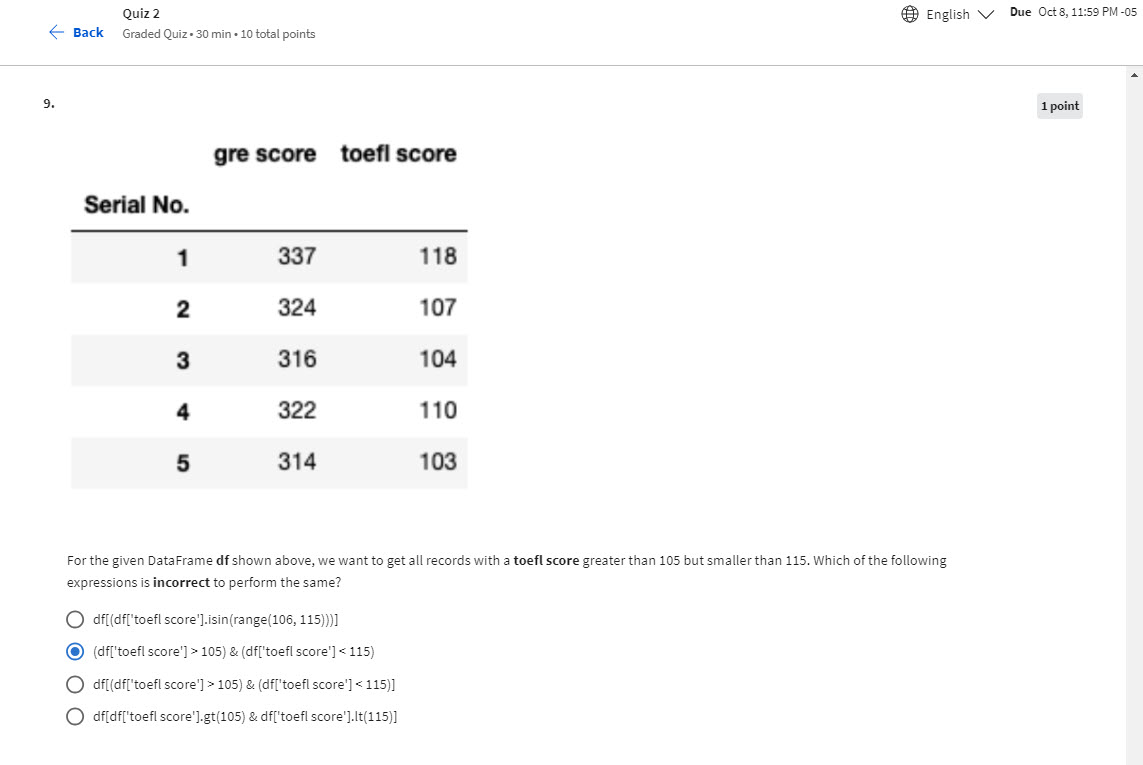 Quiz 2
Back
Graded Quiz • 30 min • 10 total points
English
Due Oct 8, 11:59 PM -05
9.
1 point
gre score toefl score
Serial No.
1 337 118
2 324 107
3 316 104
4 322 110
5 314 103
For the given DataFrame df shown above, we want to get all records with a toefl score greater than 105 but smaller than 115. Which of the following
expressions is incorrect to perform the same?
df[(df['toefl score'].isin(range(106, 115)))]
(df['toefl score'] > 105) & (df['toefl score'] < 115)
df[(df['toefl score'] > 105) & (df['toefl score'] < 115)]
df[df['toefl score'].gt(105) & df['toefl score'].lt(115)]